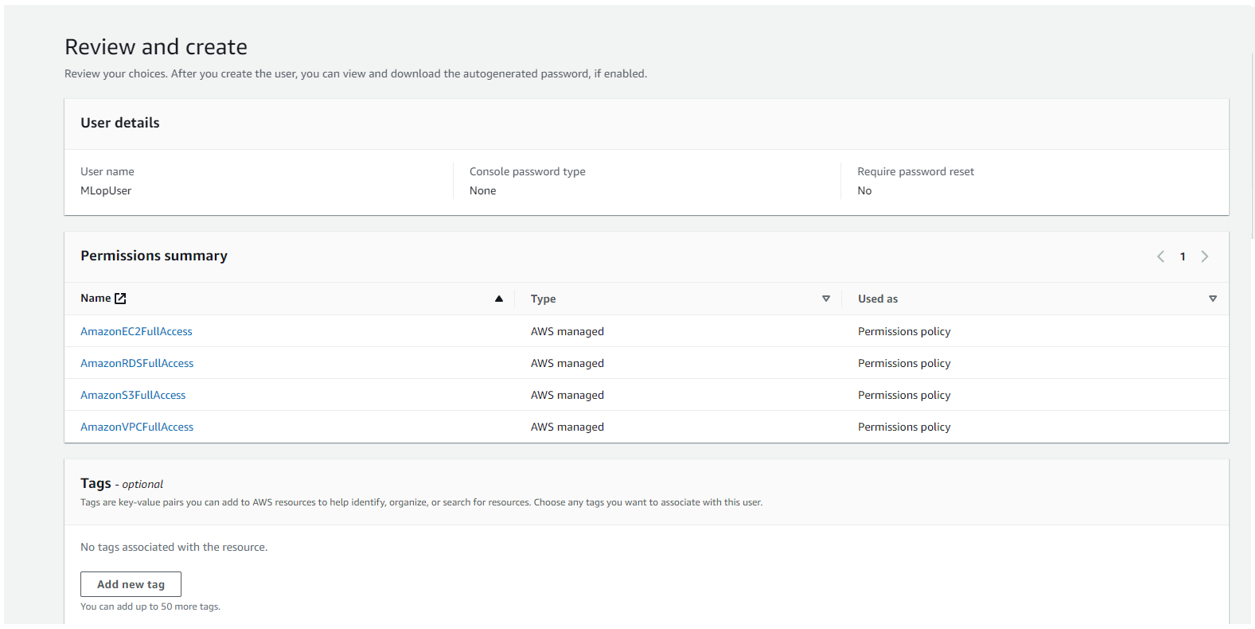 Review and create
Review your choices. After you create the user, you can view and download the autogenerated password, if enabled.
User details
User name
Console password type
Require password reset
MLopUser
None
No
Permissions summary
1
Name
Type
Used as
AmazonEC2FullAccess
AWS managed
Permissions policy
AmazonRDSFullAccess
AWS managed
Permissions policy
AmazonS3FullAccess
AWS managed
Permissions policy
AmazonVPCFullAccess
AWS managed
Permissions policy
Tags - optional
Tags are key-value pairs you can add to AWS resources to help identify, organize, or search for resources. Choose any tags you want to associate with this user.
No tags associated with the resource.
Add new tag
You can add up to 50 more tags.